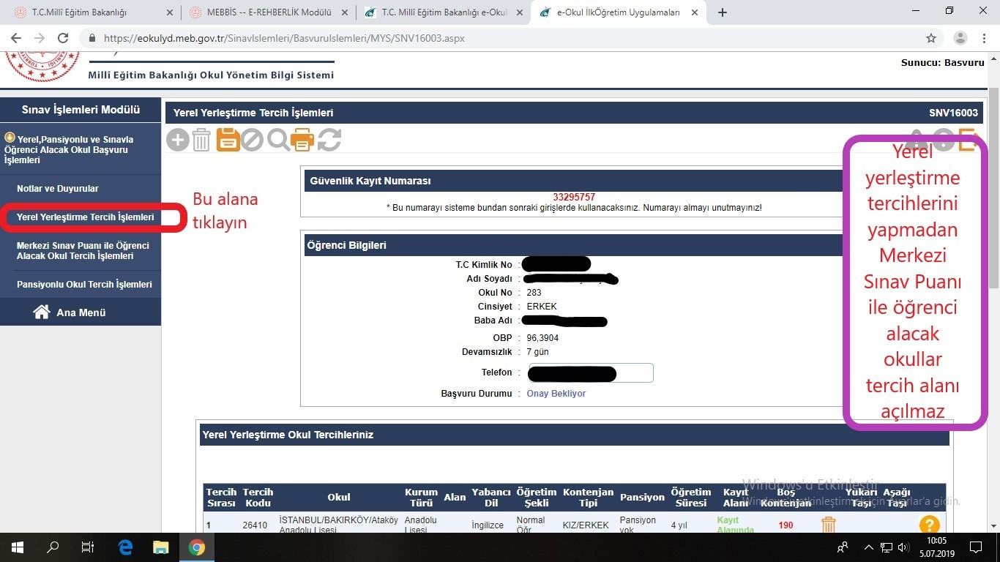 T.C.Millî Eğitim Bakanlığı
MEBBİS -- E-REHBERLİK Modülü
T.C. Millî Eğitim Bakanlığı e-Okul
e-Okul İlkÖğretim Uygulamaları
https://eokulyd.meb.gov.tr/SinavIslemleri/BasvuruIslemleri/MYS/SNV16003.aspx
Millî Eğitim Bakanlığı Okul Yönetim Bilgi Sistemi
Sunucu: Basvuru
Sınav İşlemleri Modülü
Yerel,Pansiyonlu ve Sınavla
Öğrenci Alacak Okul Başvuru
İşlemleri
Notlar ve Duyurular
Yerel Yerleştirme Tercih İşlemleri
Merkezi Sınav Puanı ile Öğrenci
Alacak Okul Tercih İşlemleri
Pansiyonlu Okul Tercih İşlemleri
Ana Menü
Bu alana
tıklayın
Yerel Yerleştirme Tercih İşlemleri SNV16003
Güvenlik Kayıt Numarası
33295757
* Bu numarayı sisteme bundan sonraki girişlerde kullanacaksınız. Numarayı almayı unutmayınız!
Öğrenci Bilgileri
T.C Kimlik No :
Adı Soyadı :
Okul No : 283
Cinsiyet : ERKEK
Baba Adı :
OBP : 96,3904
Devamsızlık : 7 gün
Telefon :
Başvuru Durumu : Onay Bekliyor
Yerel
yerleştirme
tercihlerini
yapmadan
Merkezi
Sınav Puanı
ile öğrenci
alacak
okullar
tercih alanı
açılmaz
Yerel Yerleştirme Okul Tercihleriniz
Tercih Sırası Tercih Kodu Okul Kurum Türü Alan Yabancı Dil Öğretim Şekli Kontenjan Tipi Pansiyon Öğretim Süresi Kayıt Alanı Boş Kontenjan Yukarı Taşı Aşağı Taşı
1 26410 İSTANBUL/BAKIRKÖY/Ataköy Anadolu Lisesi Anadolu Lisesi İngilizce Normal Öğr. KIZ/ERKEK Pansiyon yok 4 yıl Kayıt Alanında 190
Windows'u Etkinleştir
Windows'u etkinleştirmek için Ayarlar'a gidin.
10:05
5.07.2019